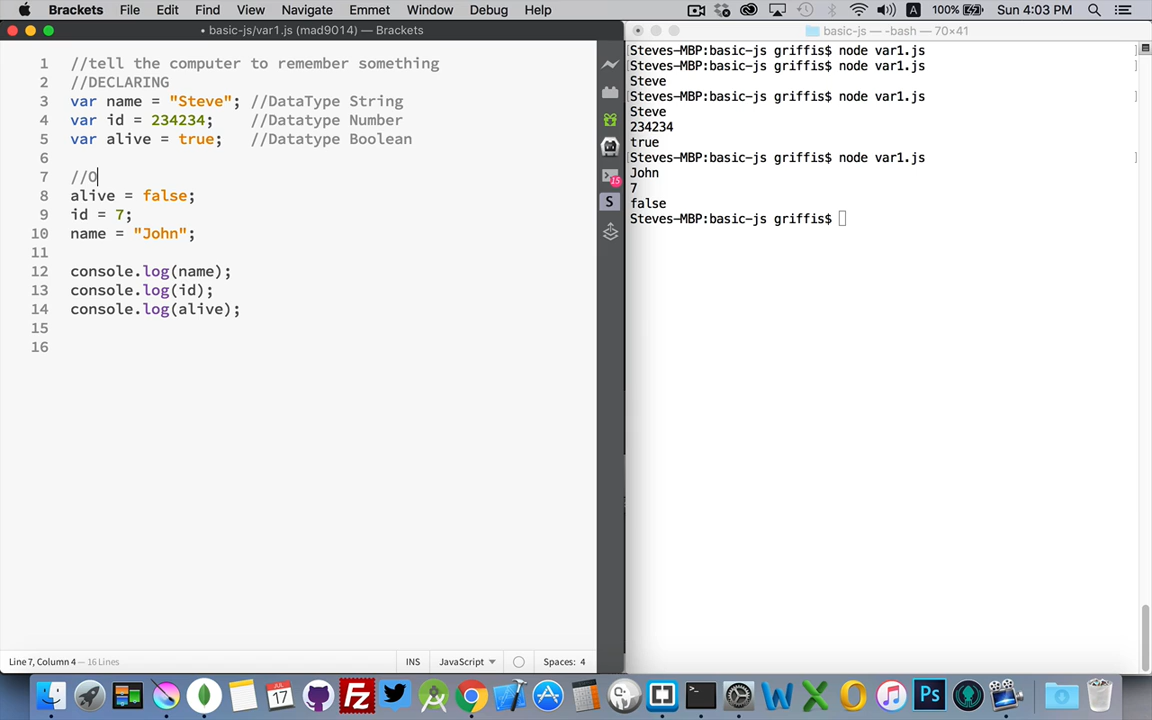 Brackets File Edit Find View Navigate Emmet Window Debug Help A 100% Sun 4:03 PM
• basic-js/var1.js (mad9014) — Brackets
1 //tell the computer to remember something
2 //DECLARING
3 var name = "Steve"; //DataType String
4 var id = 234234; //Datatype Number
5 var alive = true; //Datatype Boolean
6
7 //O
8 alive = false;
9 id = 7;
10 name = "John";
11
12 console.log(name);
13 console.log(id);
14 console.log(alive);
15
16
15
S
Line 7, Column 4 — 16 Lines
INS JavaScript Spaces: 4
basic-js — -bash — 70×41
[Steves-MBP:basic-js griffis$ node var1.js ]
[Steves-MBP:basic-js griffis$ node var1.js ]
Steve
[Steves-MBP:basic-js griffis$ node var1.js ]
Steve
234234
true
[Steves-MBP:basic-js griffis$ node var1.js ]
John
7
false
Steves-MBP:basic-js griffis$
JUL
17
FZ
Ps